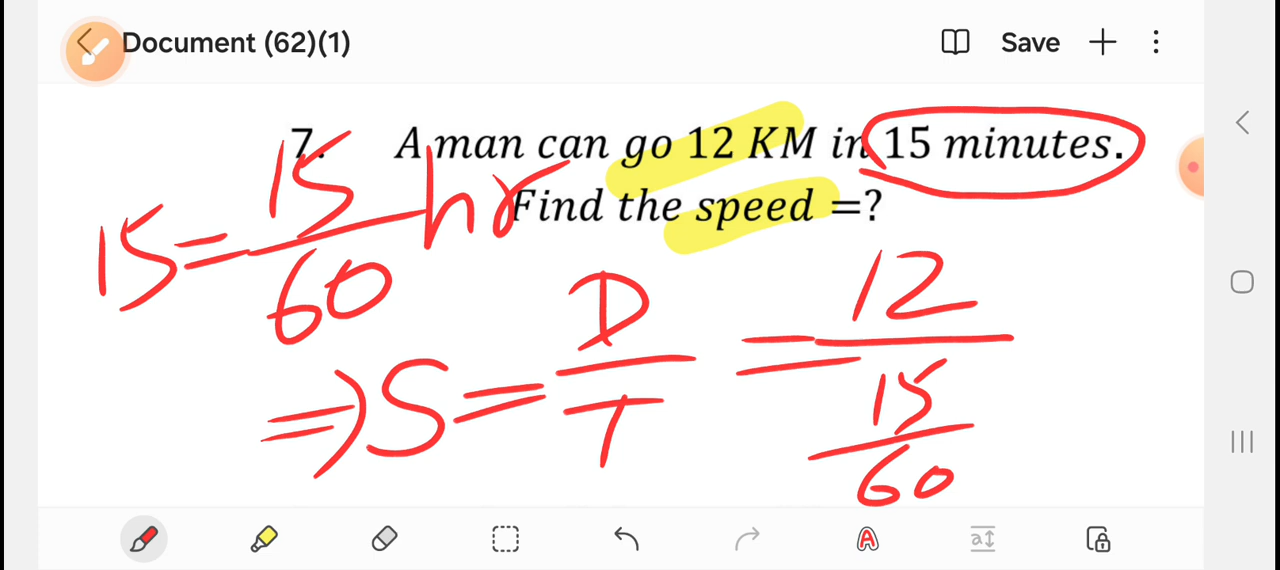 Document (62)(1)
Save
7. A man can go 12 KM in 15 minutes.
Find the speed =?
15 = 15/60 hr
⇒ S = D/T = 12/(15/60)
A
a